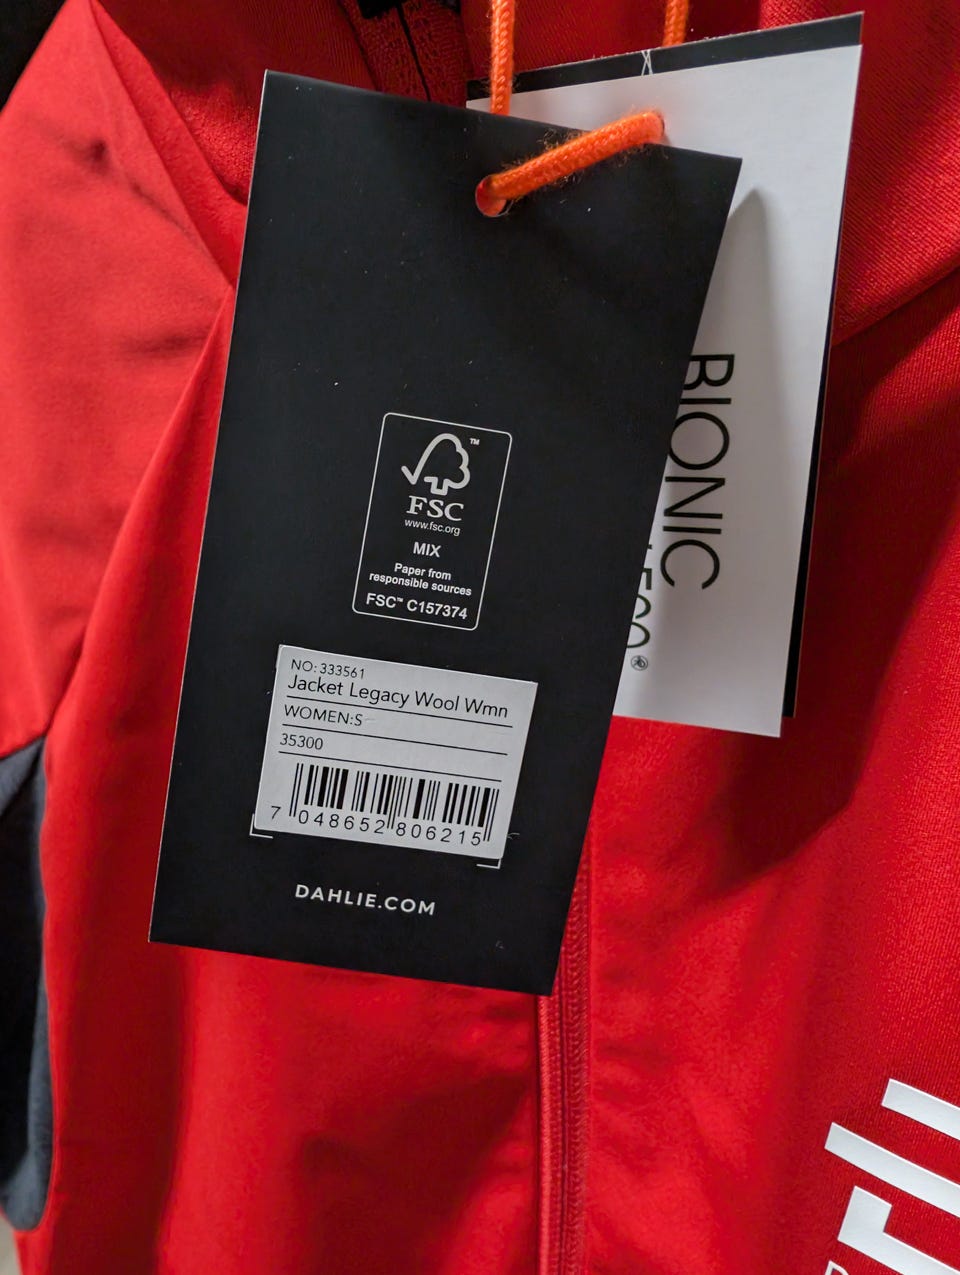 FSC
™
www.fsc.org
MIX
Paper from
responsible sources
FSC™ C157374
NO: 333561
Jacket Legacy Wool Wmn
WOMEN:S
35300
7 048652 806215
DAHLIE.COM
BIONIC